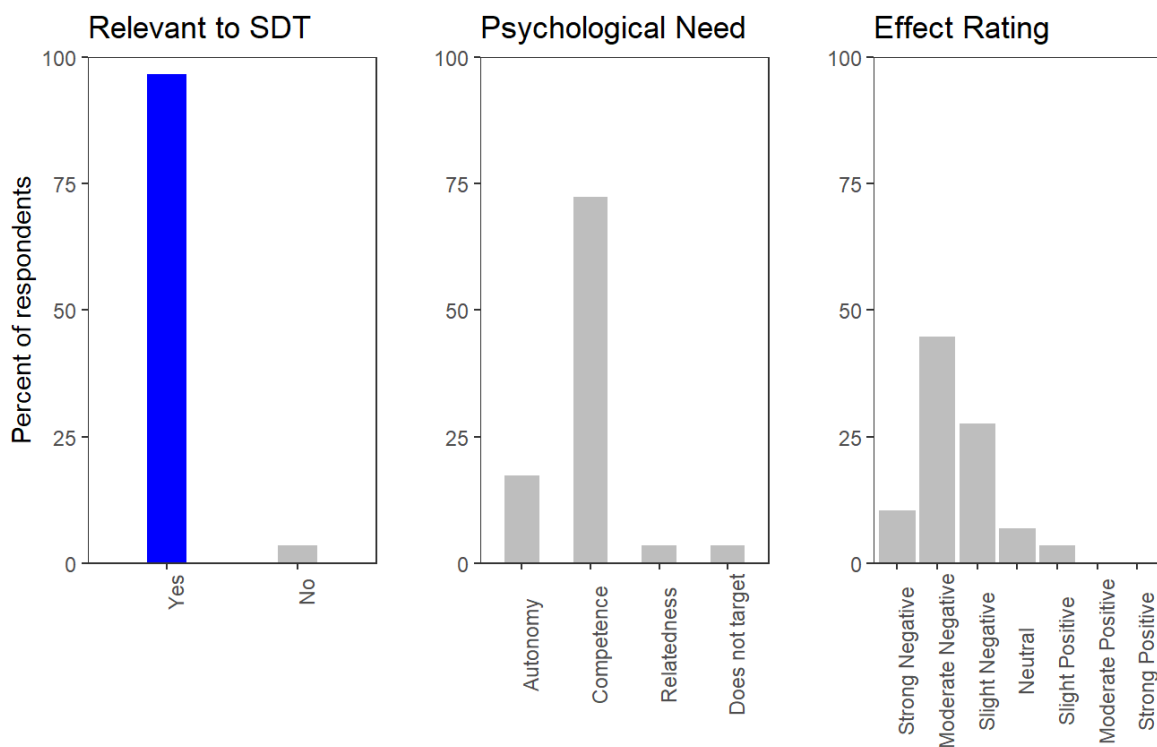 Relevant to SDT
Psychological Need
Effect Rating
Percent of respondents
100
75
50
25
0
Yes
No
100
75
50
25
0
Autonomy
Competence
Relatedness
Does not target
100
75
50
25
0
Strong Negative
Moderate Negative
Slight Negative
Neutral
Slight Positive
Moderate Positive
Strong Positive